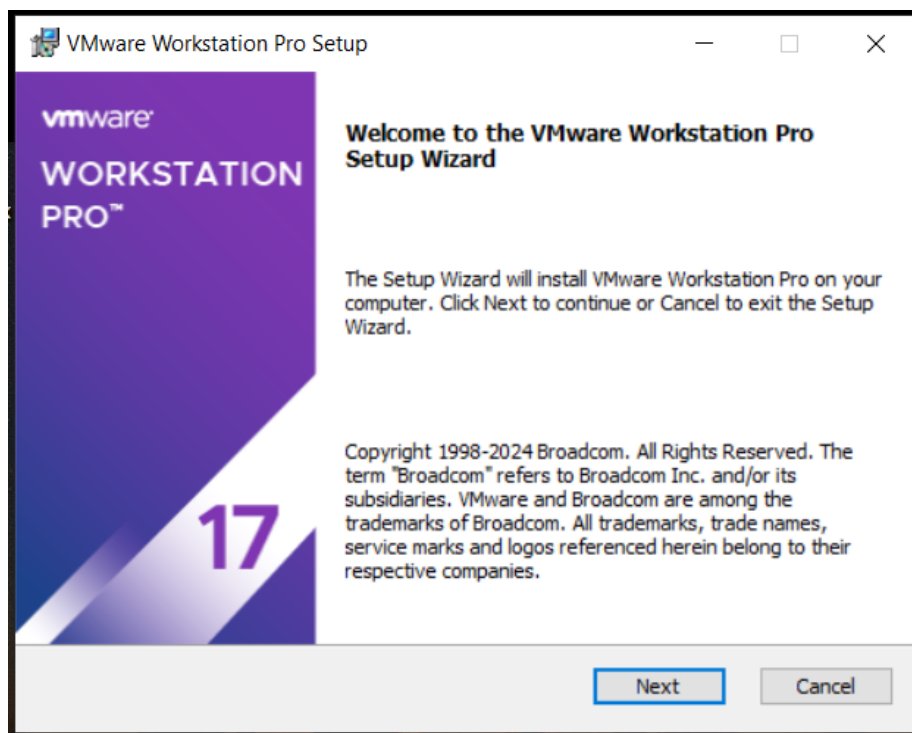 VMware Workstation Pro Setup
vmware®
WORKSTATION
PRO™
Welcome to the VMware Workstation Pro
Setup Wizard
The Setup Wizard will install VMware Workstation Pro on your
computer. Click Next to continue or Cancel to exit the Setup
Wizard.
Copyright 1998-2024 Broadcom. All Rights Reserved. The
term "Broadcom" refers to Broadcom Inc. and/or its
subsidiaries. VMware and Broadcom are among the
trademarks of Broadcom. All trademarks, trade names,
service marks and logos referenced herein belong to their
respective companies.
17
Next
Cancel